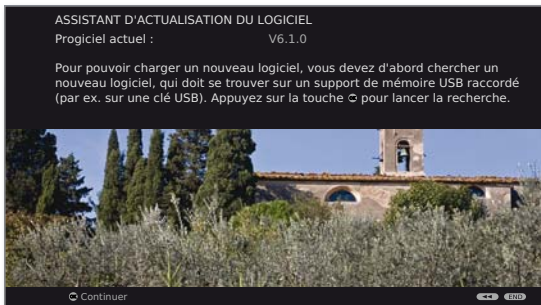 ASSISTANT D'ACTUALISATION DU LOGICIEL
Progiciel actuel : V6.1.0
Pour pouvoir charger un nouveau logiciel, vous devez d'abord chercher un
nouveau logiciel, qui doit se trouver sur un support de mémoire USB raccordé
(par ex. sur une clé USB). Appuyez sur la touche pour lancer la recherche.
Continuer END